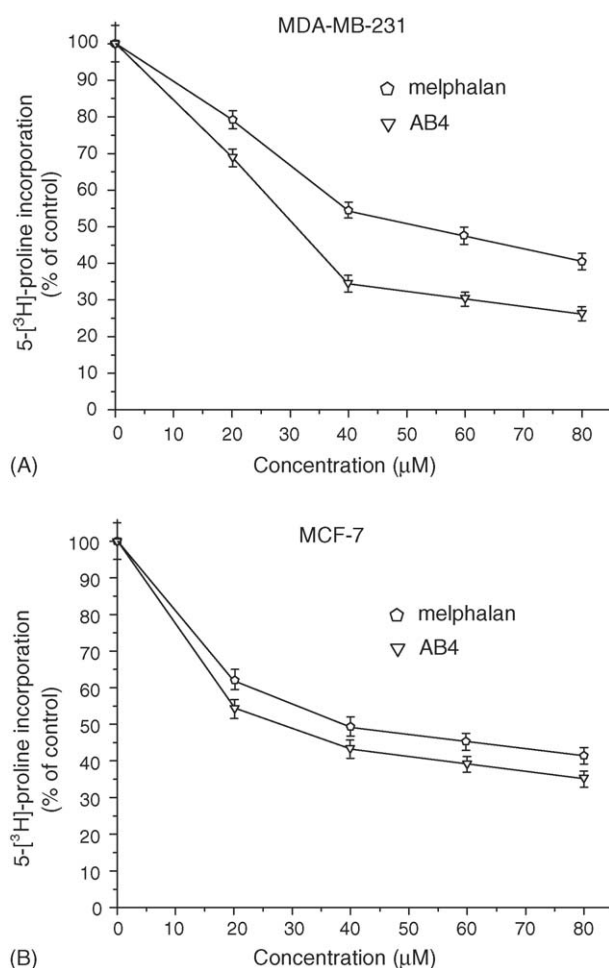 MDA-MB-231
100
90
80
70
60
50
40
30
20
10
0
5-[³H]-proline incorporation
(% of control)
melphalan
AB4
0 10 20 30 40 50 60 70 80
(A)
Concentration (μM)
MCF-7
100
90
80
70
60
50
40
30
20
10
0
5-[³H]-proline incorporation
(% of control)
melphalan
AB4
0 10 20 30 40 50 60 70 80
(B)
Concentration (μM)